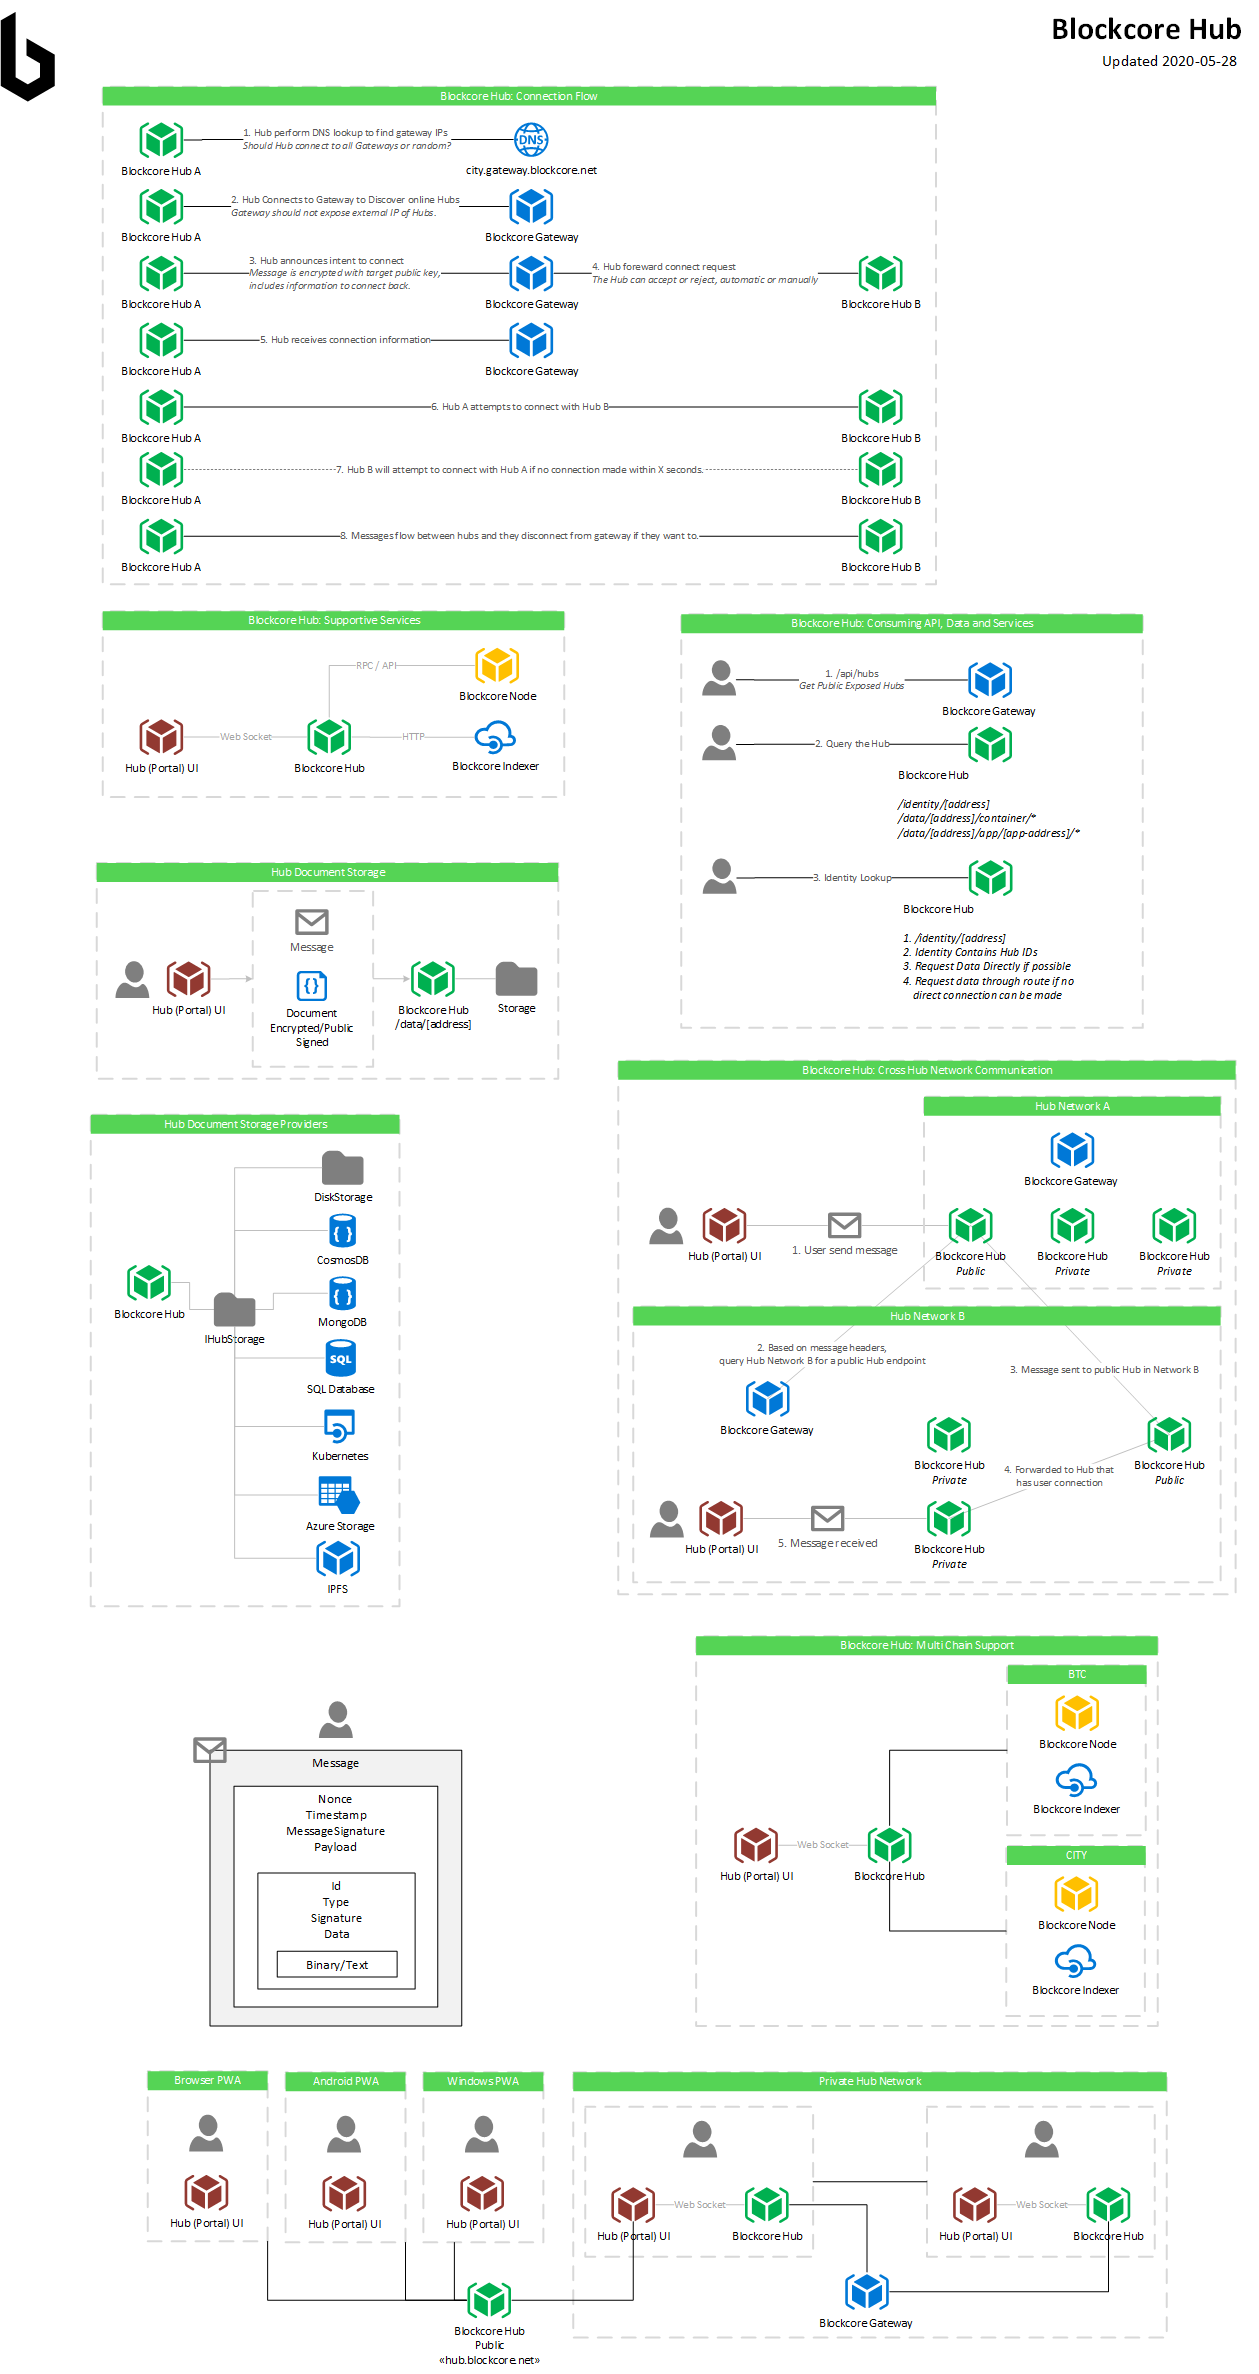 Blockcore Hub
Updated 2020-05-28
Blockcore Hub: Connection Flow
1. Hub perform DNS lookup to find gateway IPs
Should Hub connect to all Gateways or random?
DNS
Blockcore Hub A
city.gateway.blockcore.net
2. Hub Connects to Gateway to Discover online Hubs
Gateway should not expose external IP of Hubs.
Blockcore Hub A
Blockcore Gateway
3. Hub announces intent to connect
Message is encrypted with target public key,
includes information to connect back.
4. Hub foreward connect request
The Hub can accept or reject, automatic or manually
Blockcore Hub A
Blockcore Gateway
Blockcore Hub B
5. Hub receives connection information
Blockcore Hub A
Blockcore Gateway
6. Hub A attempts to connect with Hub B
Blockcore Hub A
Blockcore Hub B
7. Hub B will attempt to connect with Hub A if no connection made within X seconds.
Blockcore Hub A
Blockcore Hub B
8. Messages flow between hubs and they disconnect from gateway if they want to.
Blockcore Hub A
Blockcore Hub B
Blockcore Hub: Supportive Services
RPC / API
Blockcore Node
Web Socket
HTTP
Hub (Portal) UI
Blockcore Hub
Blockcore Indexer
Blockcore Hub: Consuming API, Data and Services
1. /api/hubs
Get Public Exposed Hubs
Blockcore Gateway
2. Query the Hub
Blockcore Hub
/identity/[address]
/data/[address]/container/*
/data/[address]/app/[app-address]/*
3. Identity Lookup
Blockcore Hub
1. /identity/[address]
2. Identity Contains Hub IDs
3. Request Data Directly if possible
4. Request data through route if no
direct connection can be made
Hub Document Storage
Message
Hub (Portal) UI
{}
Document
Encrypted/Public
Signed
Blockcore Hub
/data/[address]
Storage
Hub Document Storage Providers
DiskStorage
{ }
CosmosDB
Blockcore Hub
IHubStorage
{ }
MongoDB
SQL
SQL Database
Kubernetes
Azure Storage
IPFS
Blockcore Hub: Cross Hub Network Communication
Hub Network A
Blockcore Gateway
Hub (Portal) UI
1. User send message
Blockcore Hub
Public
Blockcore Hub
Private
Blockcore Hub
Private
Hub Network B
2. Based on message headers,
query Hub Network B for a public Hub endpoint
3. Message sent to public Hub in Network B
Blockcore Gateway
Blockcore Hub
Private
Blockcore Hub
Public
4. Forwarded to Hub that
has user connection
Hub (Portal) UI
5. Message received
Blockcore Hub
Private
Blockcore Hub: Multi Chain Support
BTC
Blockcore Node
Blockcore Indexer
Web Socket
Hub (Portal) UI
Blockcore Hub
CITY
Blockcore Node
Blockcore Indexer
Message
Nonce
Timestamp
MessageSignature
Payload
Id
Type
Signature
Data
Binary/Text
Browser PWA
Hub (Portal) UI
Android PWA
Hub (Portal) UI
Windows PWA
Hub (Portal) UI
Blockcore Hub
Public
«hub.blockcore.net»
Private Hub Network
Web Socket
Hub (Portal) UI
Blockcore Hub
Web Socket
Hub (Portal) UI
Blockcore Hub
Blockcore Gateway